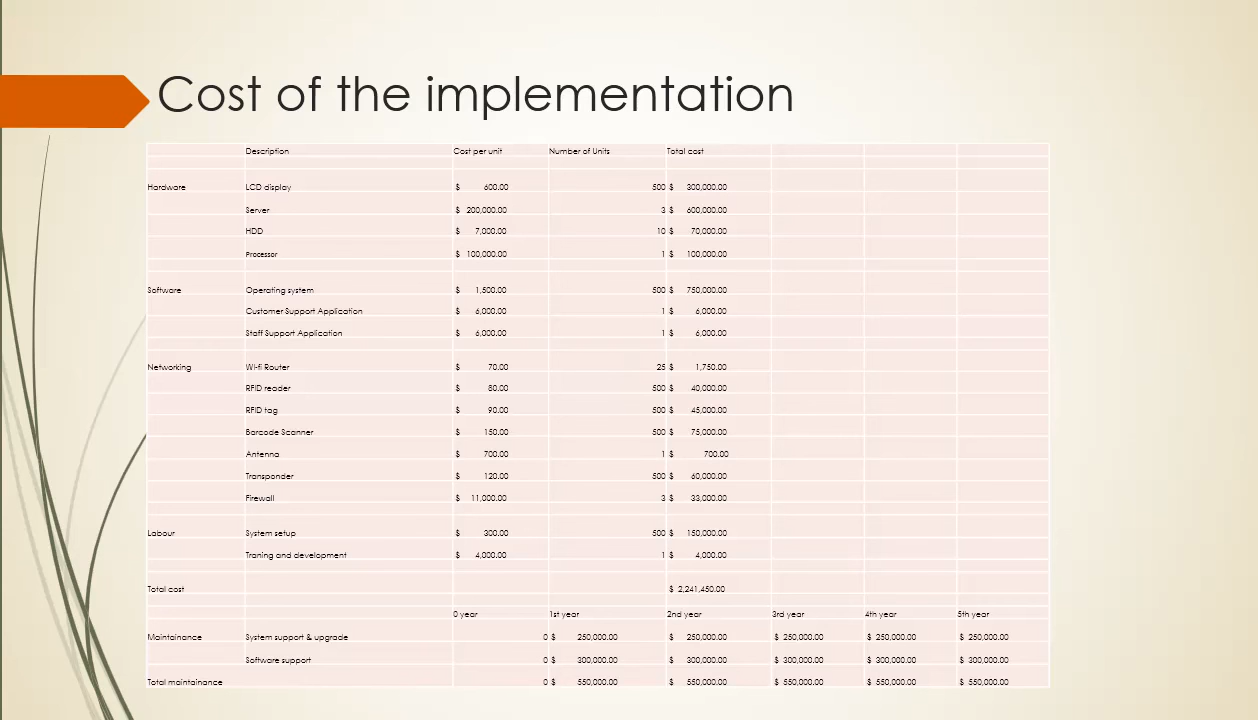 Cost of the implementation
Description Cost per unit Number of Units Total cost
Hardware LCD display $ 600.00 500 $ 300,000.00
Server $ 200,000.00 3 $ 600,000.00
HDD $ 7,000.00 10 $ 70,000.00
Processor $ 100,000.00 1 $ 100,000.00
Software Operating system $ 1,500.00 500 $ 750,000.00
Customer Support Application $ 6,000.00 1 $ 6,000.00
Staff Support Application $ 6,000.00 1 $ 6,000.00
Networking Wi-fi Router $ 70.00 25 $ 1,750.00
RFID reader $ 80.00 500 $ 40,000.00
RFID tag $ 90.00 500 $ 45,000.00
Barcode Scanner $ 150.00 500 $ 75,000.00
Antenna $ 700.00 1 $ 700.00
Transponder $ 120.00 500 $ 60,000.00
Firewall $ 11,000.00 3 $ 33,000.00
Labour System setup $ 300.00 500 $ 150,000.00
Traning and development $ 4,000.00 1 $ 4,000.00
Total cost $ 2,241,450.00
0 year 1st year 2nd year 3rd year 4th year 5th year
Maintainance System support & upgrade 0 $ 250,000.00 $ 250,000.00 $ 250,000.00 $ 250,000.00 $ 250,000.00
Software support 0 $ 300,000.00 $ 300,000.00 $ 300,000.00 $ 300,000.00 $ 300,000.00
Total maintainance 0 $ 550,000.00 $ 550,000.00 $ 550,000.00 $ 550,000.00 $ 550,000.00